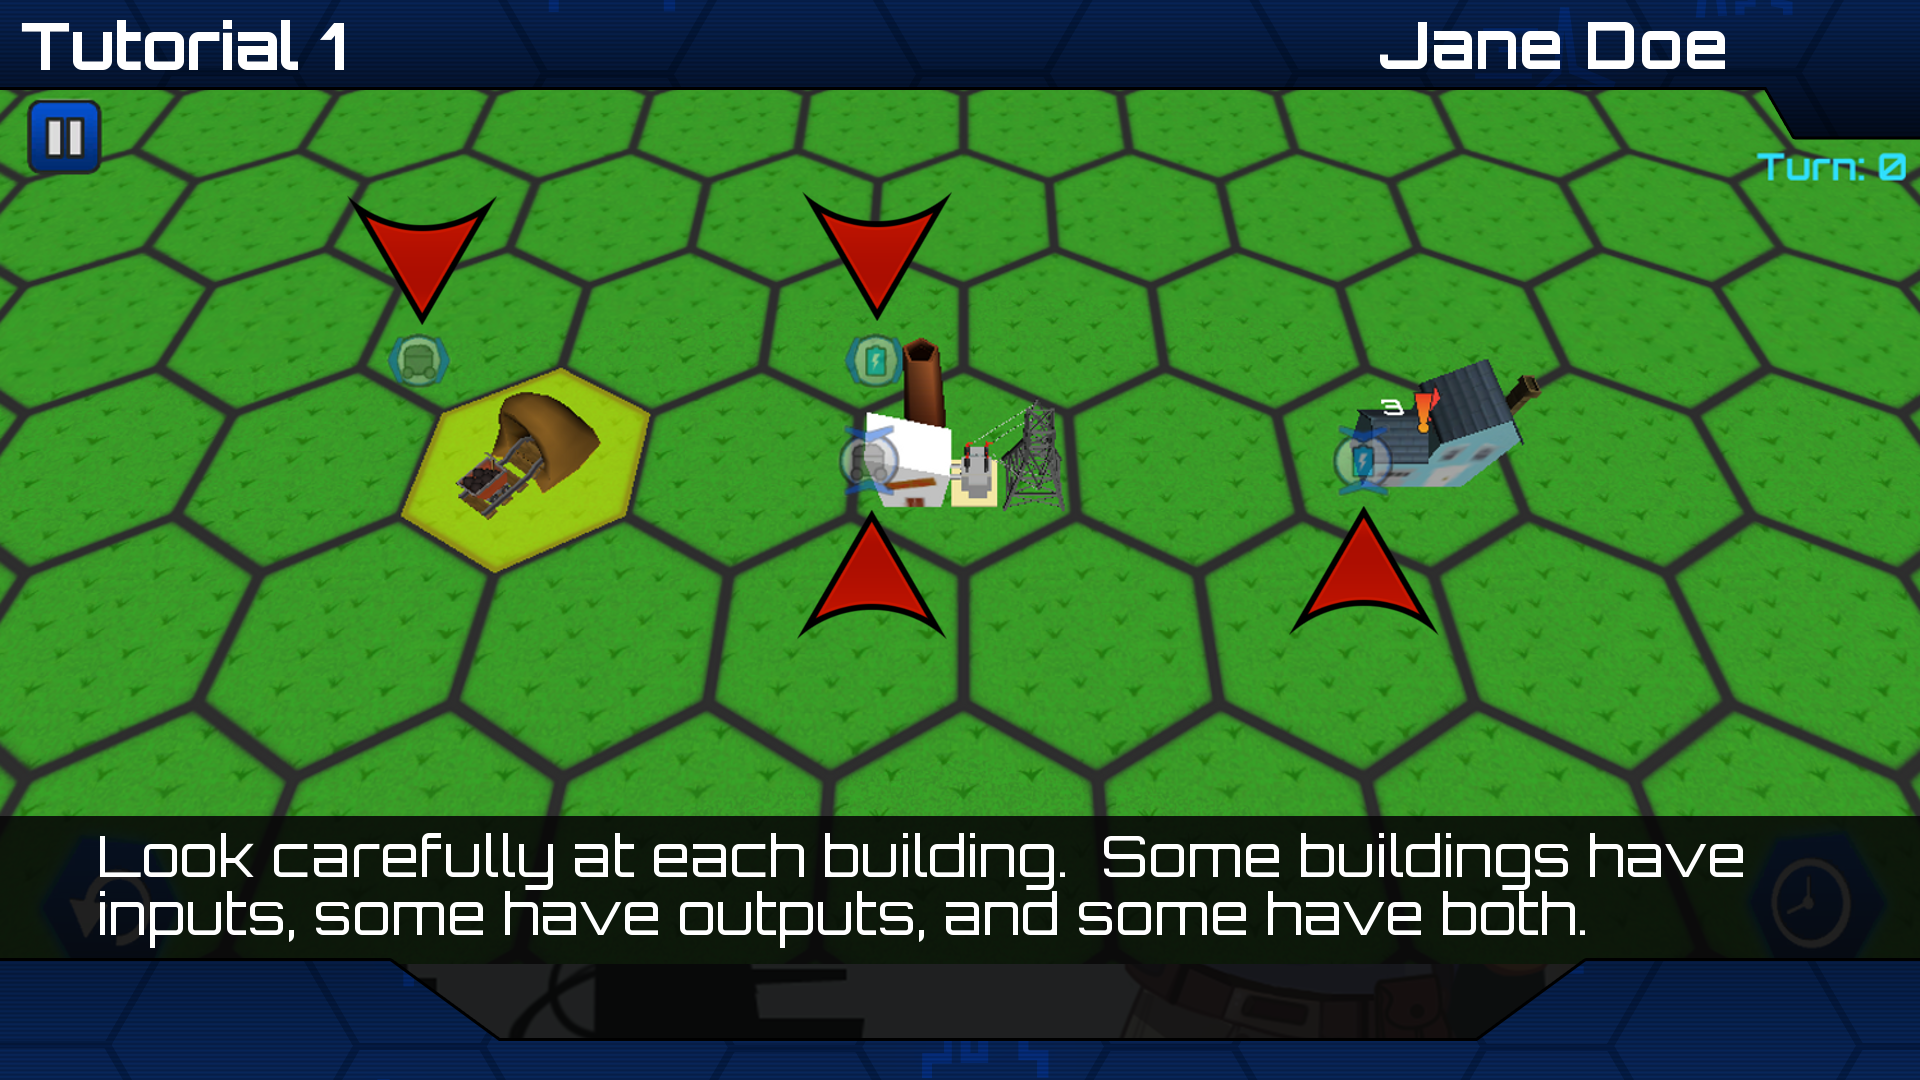 Tutorial 1
Jane Doe
Turn: 0
3
Look carefully at each building.  Some buildings have
inputs, some have outputs, and some have both.